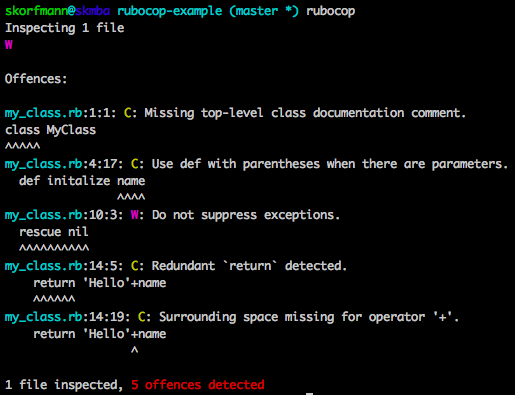 skorfmann@skmba rubocop-example (master *) rubocop
Inspecting 1 file
W

Offences:

my_class.rb:1:1: C: Missing top-level class documentation comment.
class MyClass
^^^^^
my_class.rb:4:17: C: Use def with parentheses when there are parameters.
  def initalize name
                ^^^^
my_class.rb:10:3: W: Do not suppress exceptions.
  rescue nil
  ^^^^^^^^^^
my_class.rb:14:5: C: Redundant `return` detected.
    return 'Hello'+name
    ^^^^^^
my_class.rb:14:19: C: Surrounding space missing for operator '+'.
    return 'Hello'+name
                  ^

1 file inspected, 5 offences detected